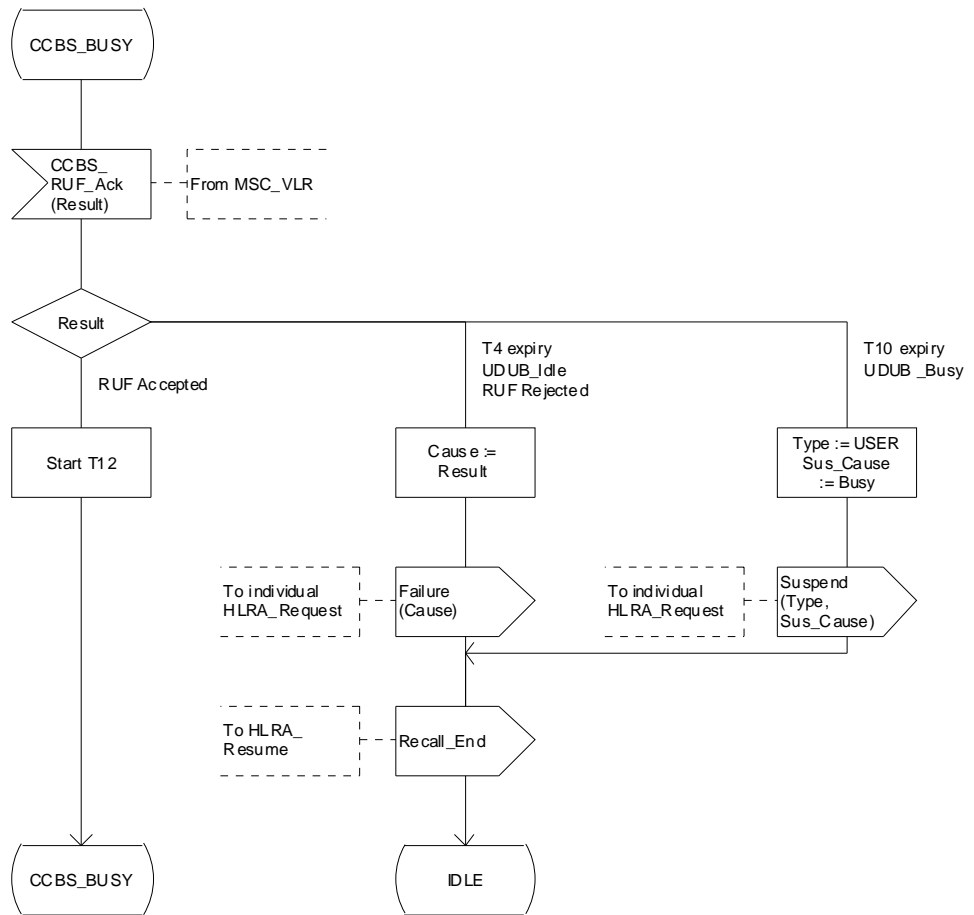 CCBS_BUSY
CCBS_
RUF_Ack
(Result)
From MSC_VLR
Result
RUF Accepted
T4 expiry
UDUB_Idle
RUF Rejected
T10 expiry
UDUB _Busy
Start T12
Cause :=
Result
Type := USER
Sus_Cause
:= Busy
To individual
HLRA_Request
Failure
(Cause)
To individual
HLRA_Request
Suspend
(Type,
Sus_Cause)
To HLRA_
Resume
Recall_End
CCBS_BUSY
IDLE